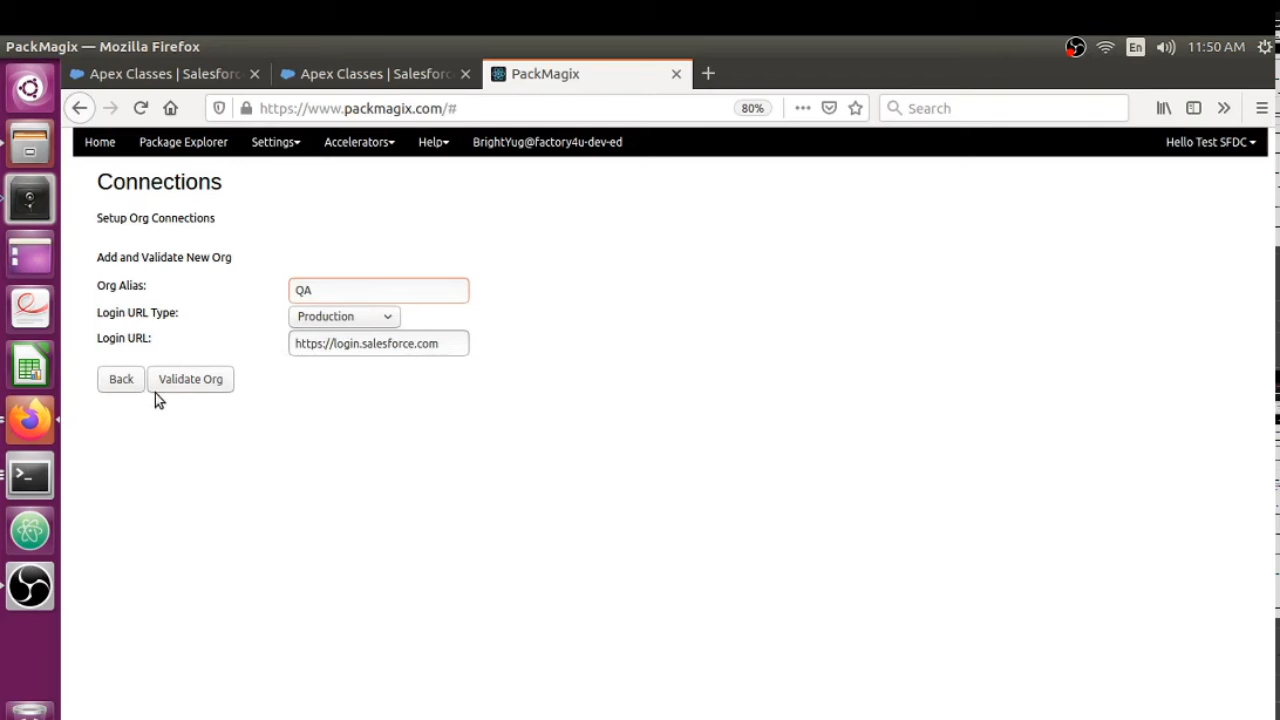 PackMagix — Mozilla Firefox
En
11:50 AM
Apex Classes | Salesforc
Apex Classes | Salesforc
PackMagix
https://www.packmagix.com/#
80%
Search
Home
Package Explorer
Settings
Accelerators
Help
BrightYug@factory4u-dev-ed
Hello Test SFDC
Connections
Setup Org Connections
Add and Validate New Org
Org Alias:
QA
Login URL Type:
Production
Login URL:
https://login.salesforce.com
Back
Validate Org